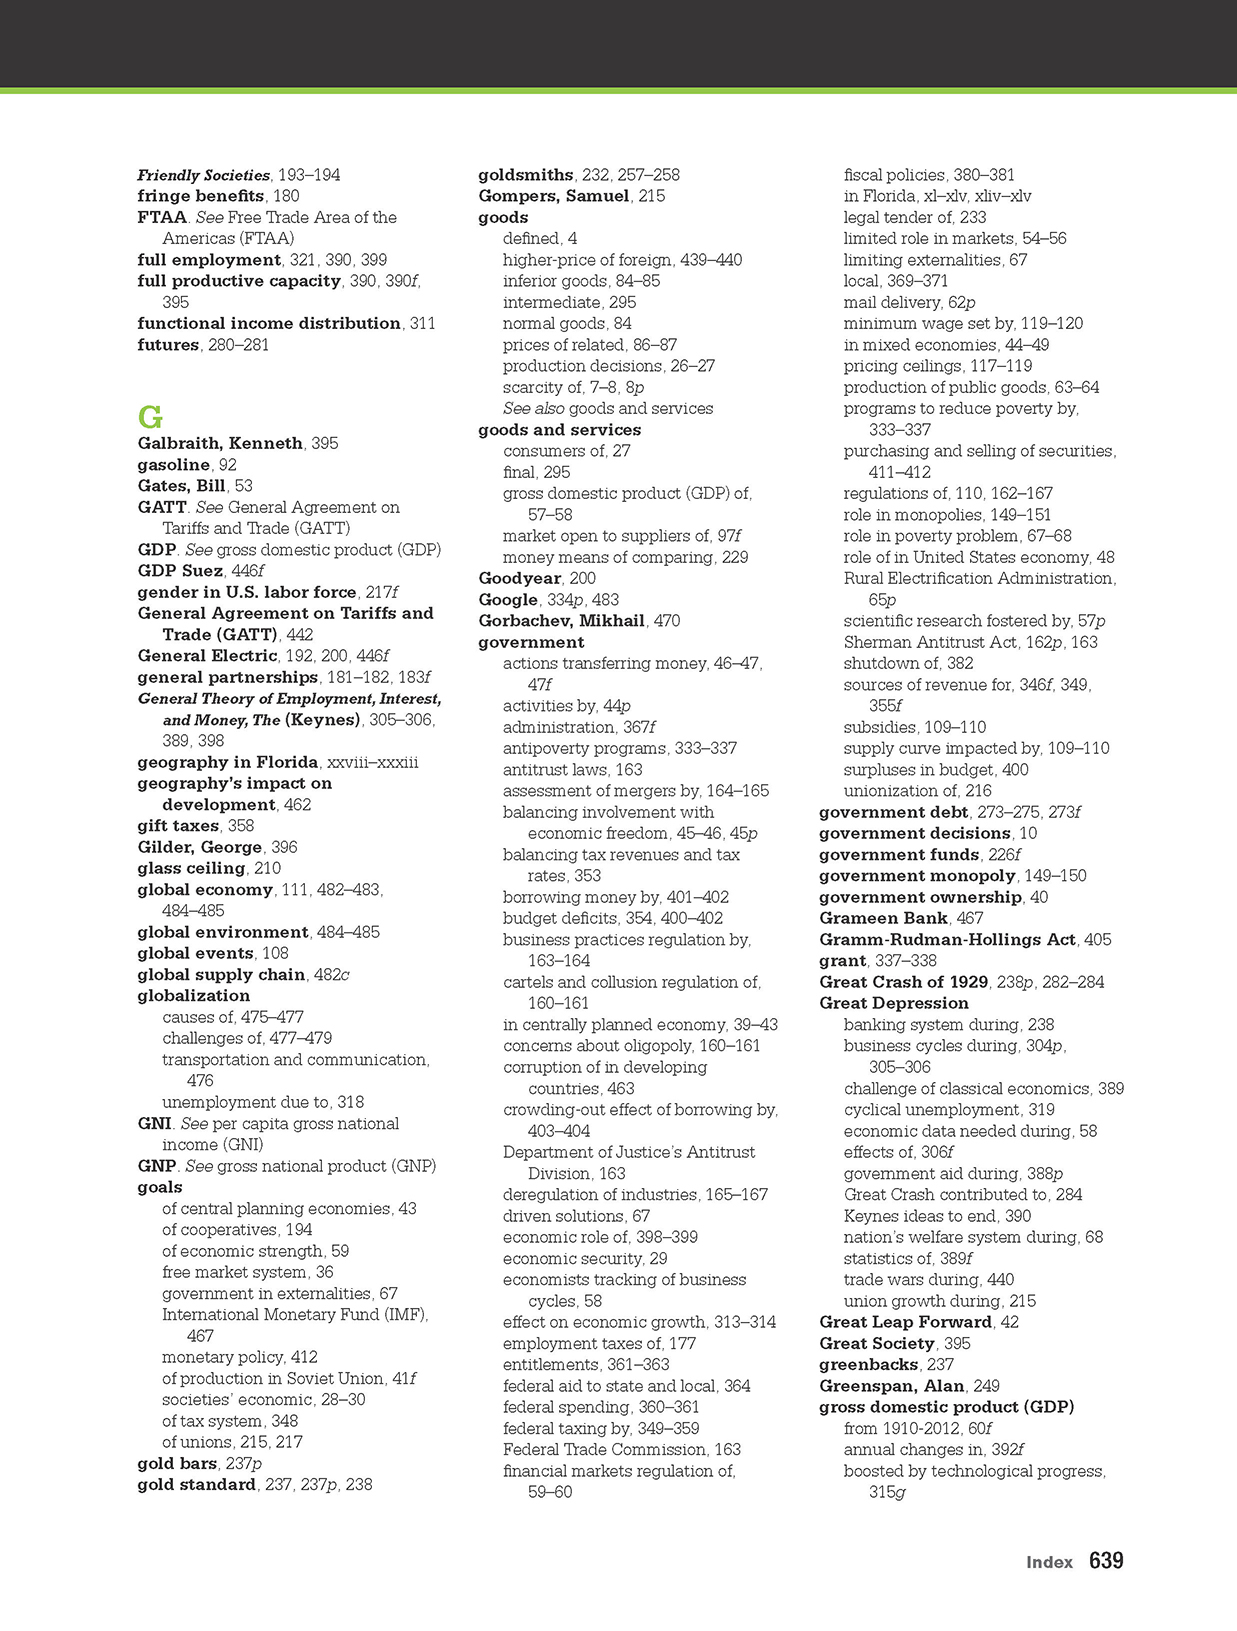 Friendly Societies, 193–194
fringe benefits, 180
FTAA. See Free Trade Area of the
Americas (FTAA)
full employment, 321, 390, 399
full productive capacity, 390, 390f,
395
functional income distribution, 311
futures, 280–281
G
Galbraith, Kenneth, 395
gasoline, 92
Gates, Bill, 53
GATT. See General Agreement on
Tariffs and Trade (GATT)
GDP. See gross domestic product (GDP)
GDP Suez, 446f
gender in U.S. labor force, 217f
General Agreement on Tariffs and
Trade (GATT), 442
General Electric, 192, 200, 446f
general partnerships, 181–182, 183f
General Theory of Employment, Interest,
and Money, The (Keynes), 305–306,
389, 398
geography in Florida, xxviii–xxxiii
geography's impact on
development, 462
gift taxes, 358
Gilder, George, 396
glass ceiling, 210
global economy, 111, 482–483,
484–485
global environment, 484–485
global events, 108
global supply chain, 482c
globalization
causes of, 475–477
challenges of, 477–479
transportation and communication,
476
unemployment due to, 318
GNI. See per capita gross national
income (GNI)
GNP. See gross national product (GNP)
goals
of central planning economies, 43
of cooperatives, 194
of economic strength, 59
free market system, 36
government in externalities, 67
International Monetary Fund (IMF),
467
monetary policy, 412
of production in Soviet Union, 41f
societies' economic, 28–30
of tax system, 348
of unions, 215, 217
gold bars, 237p
gold standard, 237, 237p, 238
goldsmiths, 232, 257–258
Gompers, Samuel, 215
goods
defined, 4
higher-price of foreign, 439–440
inferior goods, 84–85
intermediate, 295
normal goods, 84
prices of related, 86–87
production decisions, 26–27
scarcity of, 7–8, 8p
See also goods and services
goods and services
consumers of, 27
final, 295
gross domestic product (GDP) of,
57–58
market open to suppliers of, 97f
money means of comparing, 229
Goodyear, 200
Google, 334p, 483
Gorbachev, Mikhail, 470
government
actions transferring money, 46–47,
47f
activities by, 44p
administration, 367f
antipoverty programs, 333–337
antitrust laws, 163
assessment of mergers by, 164–165
balancing involvement with
economic freedom, 45–46, 45p
balancing tax revenues and tax
rates, 353
borrowing money by, 401–402
budget deficits, 354, 400–402
business practices regulation by,
163–164
cartels and collusion regulation of,
160–161
in centrally planned economy, 39–43
concerns about oligopoly, 160–161
corruption of in developing
countries, 463
crowding-out effect of borrowing by,
403–404
Department of Justice's Antitrust
Division, 163
deregulation of industries, 165–167
driven solutions, 67
economic role of, 398–399
economic security, 29
economists tracking of business
cycles, 58
effect on economic growth, 313–314
employment taxes of, 177
entitlements, 361–363
federal aid to state and local, 364
federal spending, 360–361
federal taxing by, 349–359
Federal Trade Commission, 163
financial markets regulation of,
59–60
fiscal policies, 380–381
in Florida, xl–xlv, xliv–xlv
legal tender of, 233
limited role in markets, 54–56
limiting externalities, 67
local, 369–371
mail delivery, 62p
minimum wage set by, 119–120
in mixed economies, 44–49
pricing ceilings, 117–119
production of public goods, 63–64
programs to reduce poverty by,
333–337
purchasing and selling of securities,
411–412
regulations of, 110, 162–167
role in monopolies, 149–151
role in poverty problem, 67–68
role of in United States economy, 48
Rural Electrification Administration,
65p
scientific research fostered by, 57p
Sherman Antitrust Act, 162p, 163
shutdown of, 382
sources of revenue for, 346f, 349,
355f
subsidies, 109–110
supply curve impacted by, 109–110
surpluses in budget, 400
unionization of, 216
government debt, 273–275, 273f
government decisions, 10
government funds, 226f
government monopoly, 149–150
government ownership, 40
Grameen Bank, 467
Gramm-Rudman-Hollings Act, 405
grant, 337–338
Great Crash of 1929, 238p, 282–284
Great Depression
banking system during, 238
business cycles during, 304p,
305–306
challenge of classical economics, 389
cyclical unemployment, 319
economic data needed during, 58
effects of, 306f
government aid during, 388p
Great Crash contributed to, 284
Keynes ideas to end, 390
nation's welfare system during, 68
statistics of, 389f
trade wars during, 440
union growth during, 215
Great Leap Forward, 42
Great Society, 395
greenbacks, 237
Greenspan, Alan, 249
gross domestic product (GDP)
from 1910-2012, 60f
annual changes in, 392f
boosted by technological progress,
315g
Index 639